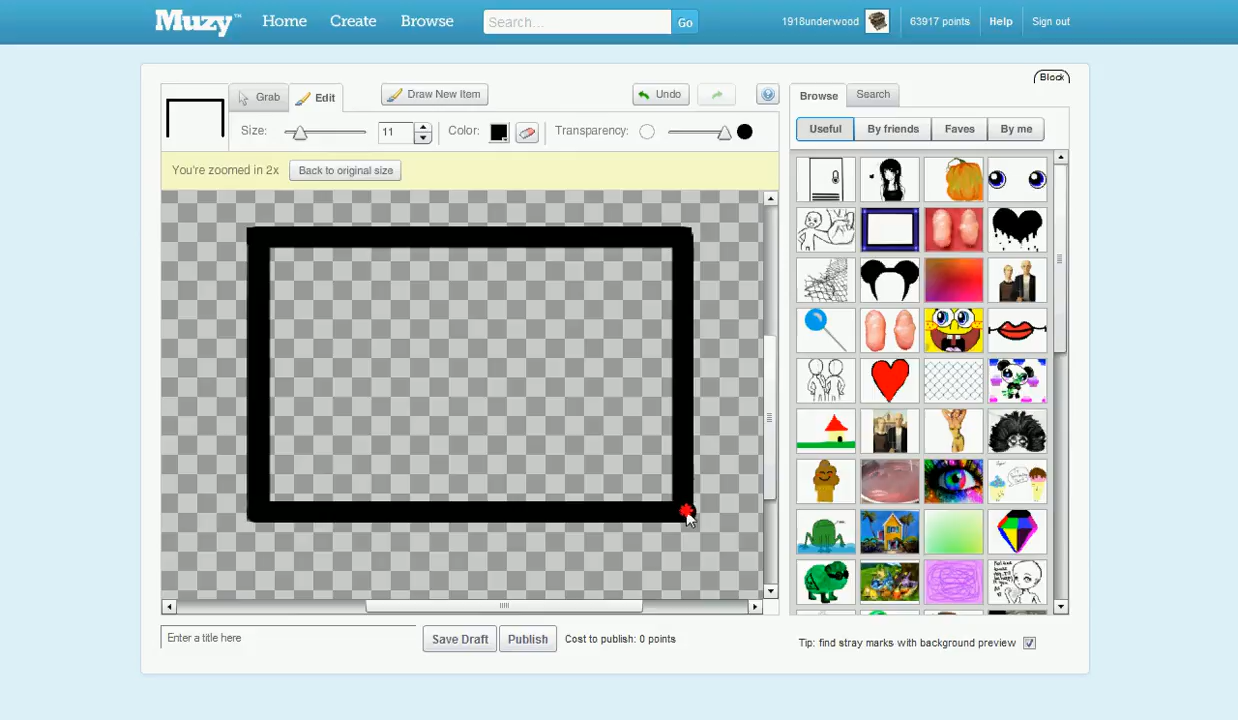 Muzy™ Home Create Browse Search... Go 1918underwood 63917 points Help Sign out
Block
Grab Edit Draw New Item Undo Browse Search
Size: 11 Color: Transparency: Useful By friends Faves By me
You're zoomed in 2x Back to original size
Enter a title here Save Draft Publish Cost to publish: 0 points Tip: find stray marks with background preview